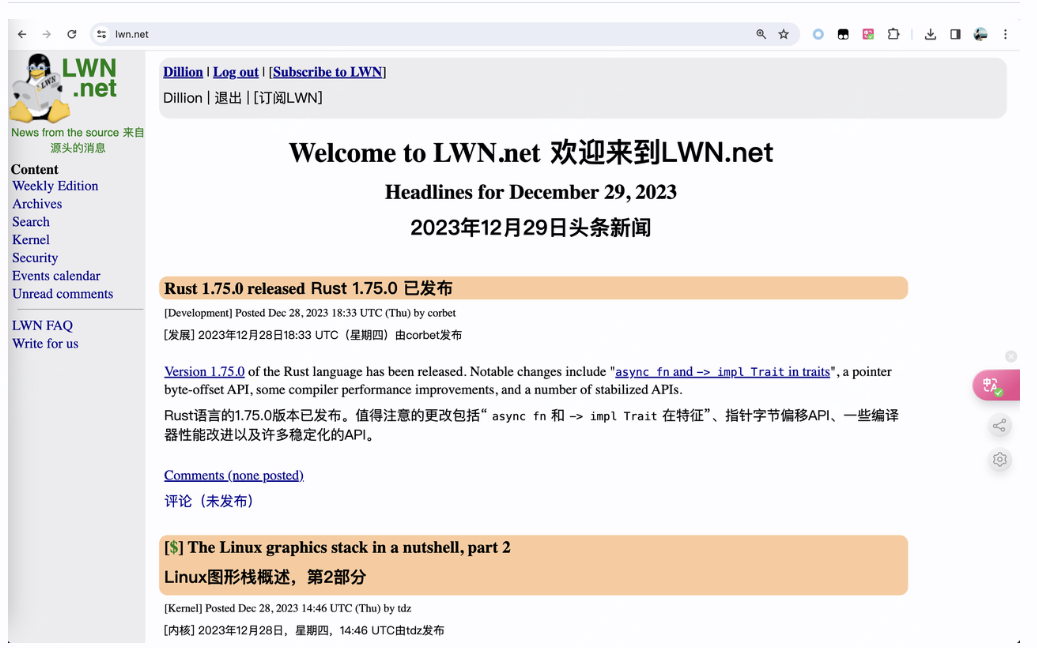 lwn.net
LWN
.net
News from the source 来自
源头的消息
Content
Weekly Edition
Archives
Search
Kernel
Security
Events calendar
Unread comments
LWN FAQ
Write for us
Dillion | Log out | [Subscribe to LWN]
Dillion | 退出 | [订阅LWN]
Welcome to LWN.net 欢迎来到LWN.net
Headlines for December 29, 2023
2023年12月29日头条新闻
Rust 1.75.0 released Rust 1.75.0 已发布
[Development] Posted Dec 28, 2023 18:33 UTC (Thu) by corbet
[发展] 2023年12月28日18:33 UTC（星期四）由corbet发布
Version 1.75.0 of the Rust language has been released. Notable changes include "async fn and -> impl Trait in traits", a pointer
byte-offset API, some compiler performance improvements, and a number of stabilized APIs.
Rust语言的1.75.0版本已发布。值得注意的更改包括“ async fn 和 -> impl Trait 在特征”、指针字节偏移API、一些编译
器性能改进以及许多稳定化的API。
Comments (none posted)
评论（未发布）
[$] The Linux graphics stack in a nutshell, part 2
Linux图形栈概述，第2部分
[Kernel] Posted Dec 28, 2023 14:46 UTC (Thu) by tdz
[内核] 2023年12月28日，星期四，14:46 UTC由tdz发布